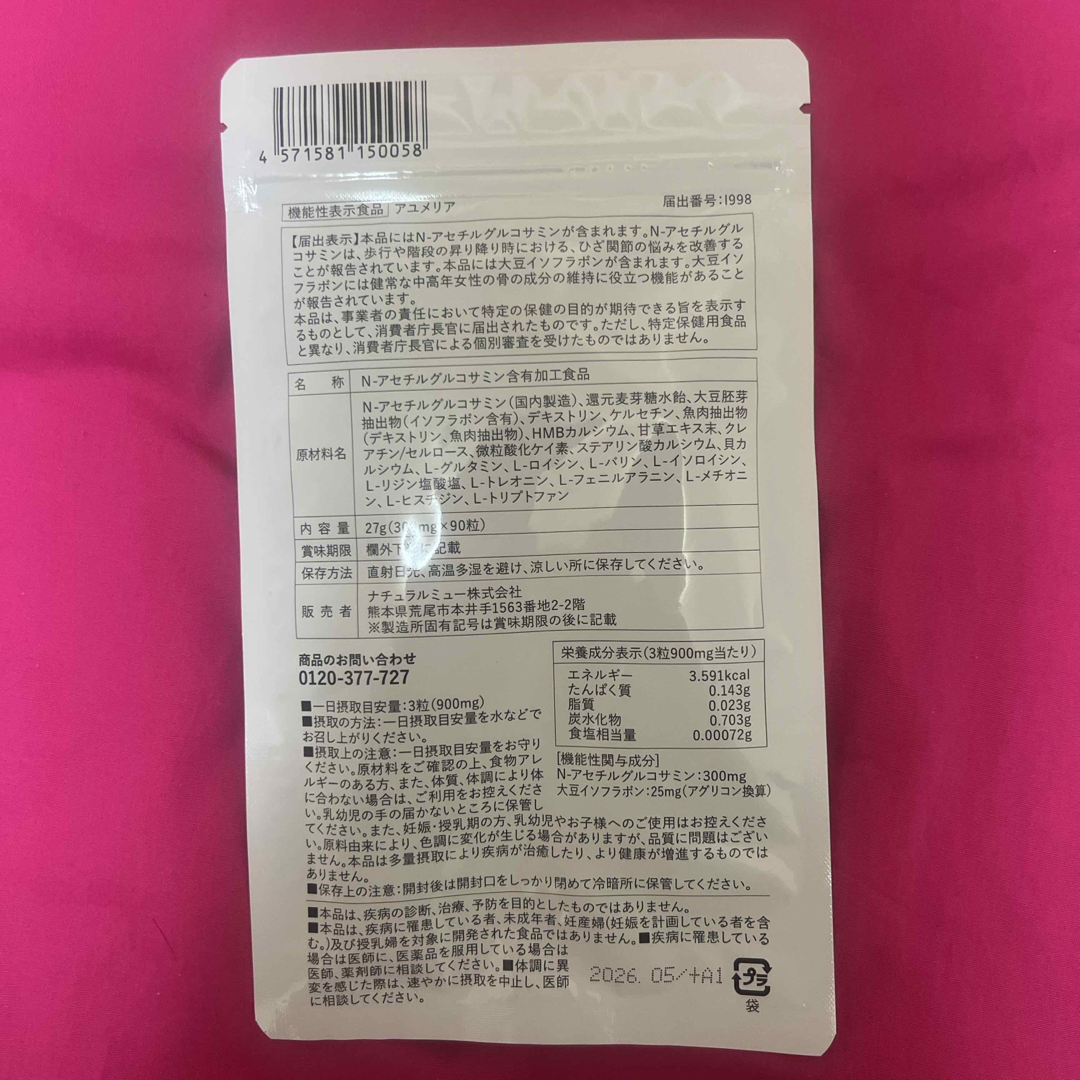 4 571581 150058
機能性表示食品 アユメリア 届出番号:I998
【届出表示】本品にはN-アセチルグルコサミンが含まれます。N-アセチルグル
コサミンは、歩行や階段の昇り降り時における、ひざ関節の悩みを改善する
ことが報告されています。本品には大豆イソフラボンが含まれます。大豆イソ
フラボンには健常な中高年女性の骨の成分の維持に役立つ機能があること
が報告されています。
本品は、事業者の責任において特定の保健の目的が期待できる旨を表示す
るものとして、消費者庁長官に届出されたものです。ただし、特定保健用食品
と異なり、消費者庁長官による個別審査を受けたものではありません。
名称 N-アセチルグルコサミン含有加工食品
原材料名 N-アセチルグルコサミン(国内製造)、還元麦芽糖水飴、大豆胚芽
抽出物(イソフラボン含有)、デキストリン、ケルセチン、魚肉抽出物
(デキストリン、魚肉抽出物)、HMBカルシウム、甘草エキス末、クレ
アチン/セルロース、微粒酸化ケイ素、ステアリン酸カルシウム、貝カ
ルシウム、L-グルタミン、L-ロイシン、L-バリン、L-イソロイシン、
L-リジン塩酸塩、L-トレオニン、L-フェニルアラニン、L-メチオニ
ン、L-ヒスチジン、L-トリプトファン
内容量 27g(300mg×90粒)
賞味期限 欄外下部に記載
保存方法 直射日光、高温多湿を避け、涼しい所に保存してください。
販売者 ナチュラルミュー株式会社
熊本県荒尾市本井手1563番地2-2階
※製造所固有記号は賞味期限の後に記載
商品のお問い合わせ
0120-377-727
■一日摂取目安量:3粒(900mg)
■摂取の方法:一日摂取目安量を水などで
お召し上がりください。
■摂取上の注意:一日摂取目安量をお守り
ください。原材料をご確認の上、食物アレ
ルギーのある方、また、体質、体調により体
に合わない場合は、ご利用をお控えくださ
い。乳幼児の手の届かないところに保管し
てください。また、妊娠・授乳期の方、乳幼児やお子様へのご使用はお控えくださ
い。原料由来により、色調に変化が生じる場合がありますが、品質に問題はござい
ません。本品は多量摂取により疾病が治癒したり、より健康が増進するものでは
ありません。
■保存上の注意:開封後は開封口をしっかり閉めて冷暗所に保管してください。
栄養成分表示(3粒900mg当たり)
エネルギー 3.591kcal
たんぱく質 0.143g
脂質 0.023g
炭水化物 0.703g
食塩相当量 0.00072g
[機能性関与成分]
N-アセチルグルコサミン:300mg
大豆イソフラボン:25mg(アグリコン換算)
■本品は、疾病の診断、治療、予防を目的としたものではありません。
■本品は、疾病に罹患している者、未成年者、妊産婦(妊娠を計画している者を含
む。)及び授乳婦を対象に開発された食品ではありません。■疾病に罹患している
場合は医師に、医薬品を服用している場合は
医師、薬剤師に相談してください。■体調に異
変を感じた際は、速やかに摂取を中止し、医師
に相談してください。
2026. 05/+A1
プラ
袋